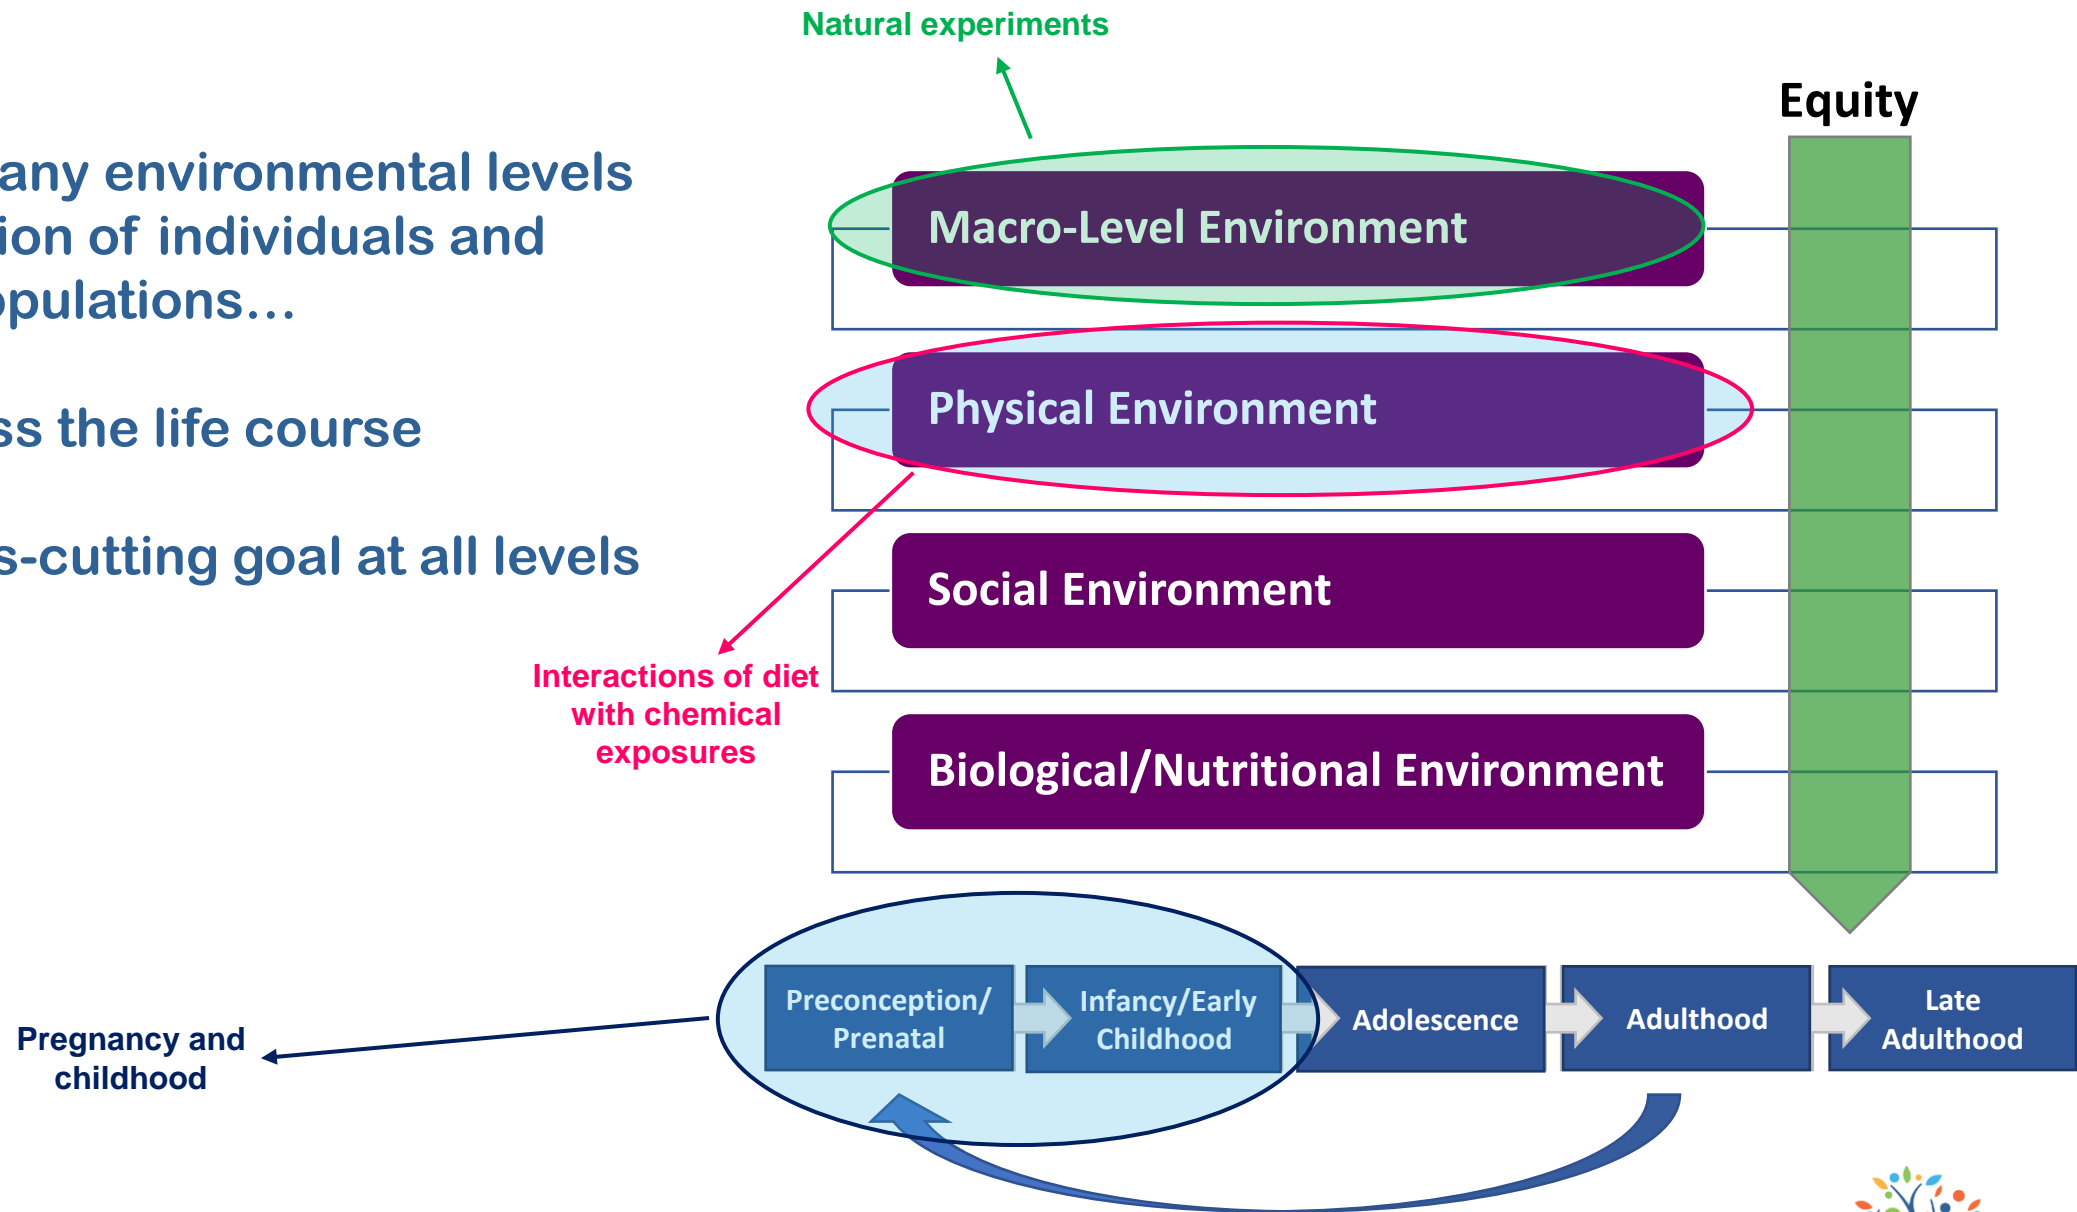 Natural experiments
Equity
any environmental levels
ion of individuals and
opulations…
ss the life course
s-cutting goal at all levels
Macro-Level Environment
Physical Environment
Social Environment
Biological/Nutritional Environment
Interactions of diet
with chemical
exposures
Pregnancy and
childhood
Preconception/
Prenatal
Infancy/Early
Childhood
Adolescence
Adulthood
Late
Adulthood